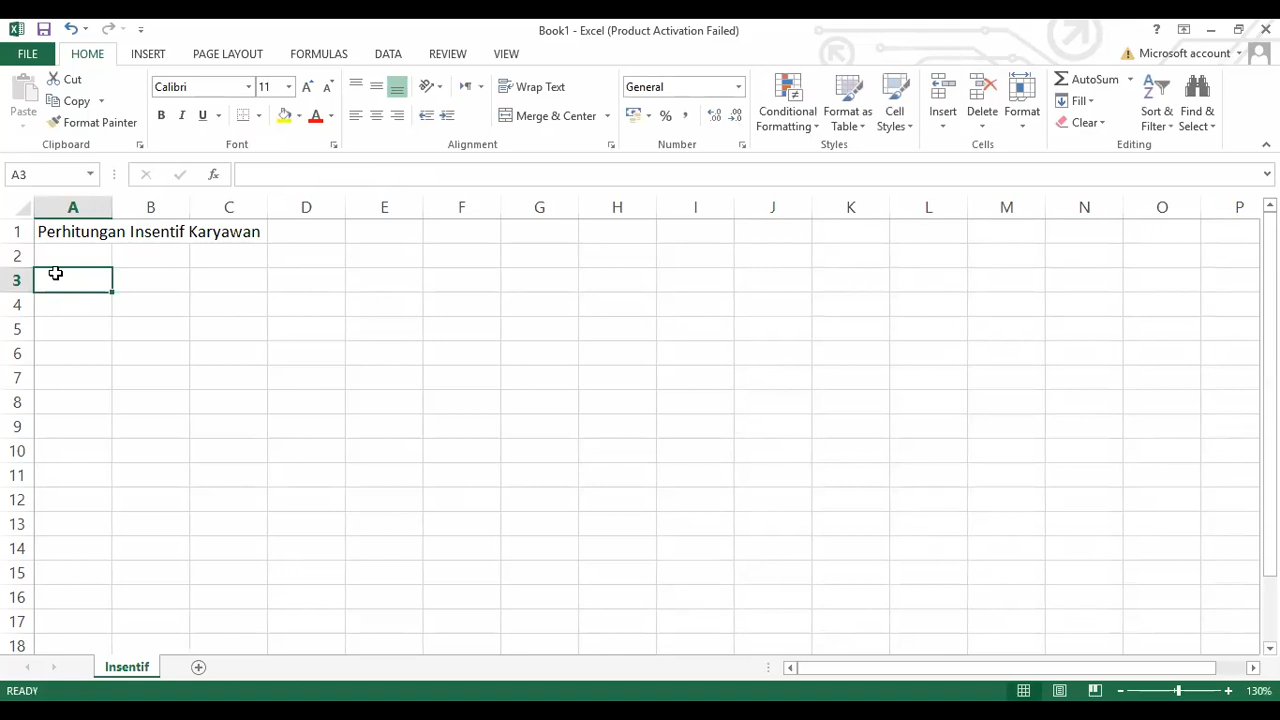 Book1 - Excel (Product Activation Failed)
FILE HOME INSERT PAGE LAYOUT FORMULAS DATA REVIEW VIEW Microsoft account
Paste
Cut
Copy
Format Painter
Clipboard
Calibri 11
B I U A
Font
Wrap Text
Merge & Center
Alignment
General
%
Number
Conditional Formatting
Format as Table
Cell Styles
Styles
Insert
Delete
Format
Cells
AutoSum
Fill
Clear
Sort & Filter
Find & Select
Editing
A3 fx
A B C D E F G H I J K L M N O P
1 Perhitungan Insentif Karyawan
2
3
4
5
6
7
8
9
10
11
12
13
14
15
16
17
18
Insentif
READY 130%